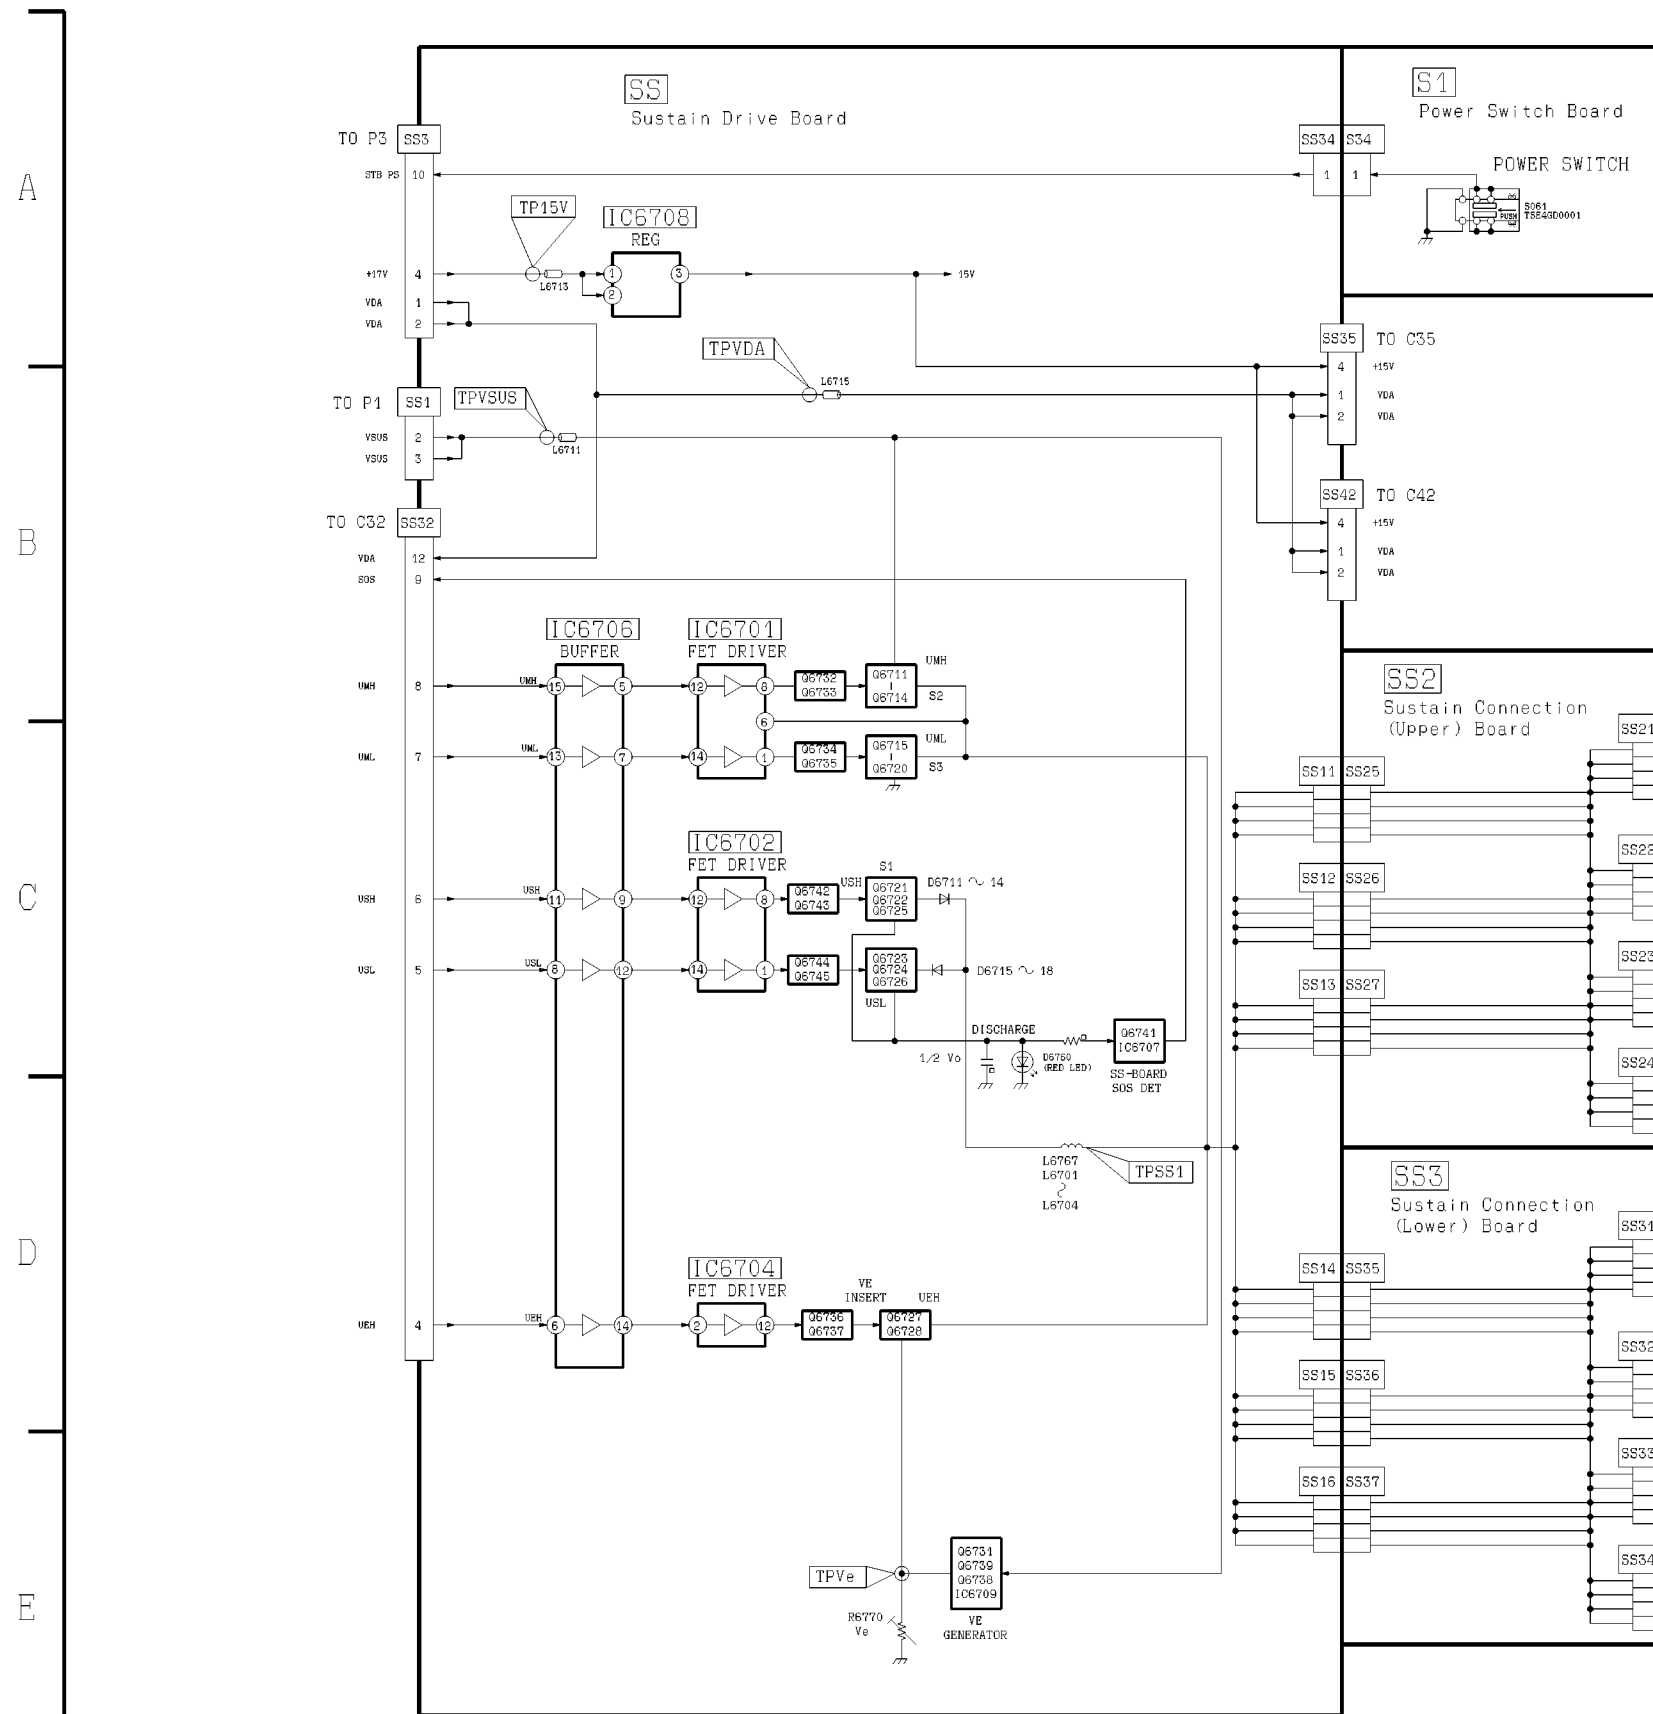 SS
Sustain Drive Board
S1
Power Switch Board
TO P3 SS3
SS34 S34
STB PS 10
1 1
POWER SWITCH
S061
TSE4GD0001
PUSH
A
TP15V
IC6708
REG
+17V 4
L6713
1
2
3
15V
VDA 1
VDA 2
TPVDA
L6715
SS35 TO C35
4 +15V
1 VDA
2 VDA
TO P1 SS1
TPVSUS
VSUS 2
VSUS 3
L6711
SS42 TO C42
4 +15V
1 VDA
2 VDA
TO C32 SS32
B
VDA 12
SOS 9
IC6706
BUFFER
IC6701
FET DRIVER
UMH 8
UMH 15 5 12 8
Q6732
Q6733
Q6711
Q6714
UMH
S2
6
UML 7
UML 13 7 14 1
Q6734
Q6735
Q6715
Q6720
UML
S3
SS2
Sustain Connection
(Upper) Board
SS21
SS11 SS25
SS22
SS12 SS26
SS23
SS13 SS27
SS24
C
IC6702
FET DRIVER
USH 6
USH 11 9 12 8
Q6742
Q6743
USH
S1
Q6721
Q6722
Q6725
D6711 ~ 14
USL 5
USL 8 12 14 1
Q6744
Q6745
Q6723
Q6724
Q6726
USL
D6715 ~ 18
DISCHARGE
1/2 Vo
D6760
(RED LED)
Q6741
IC6707
SS-BOARD
SOS DET
L6767
L6701
L6704
TPSS1
SS3
Sustain Connection
(Lower) Board
SS31
SS14 SS35
SS32
SS15 SS36
SS33
SS16 SS37
SS34
D
IC6704
FET DRIVER
UEH 4
UEH 6 14 2 12
Q6736
Q6737
VE
INSERT
Q6727
Q6728
UEH
E
TPVe
Q6731
Q6739
Q6738
IC6709
VE
GENERATOR
R6770
Ve